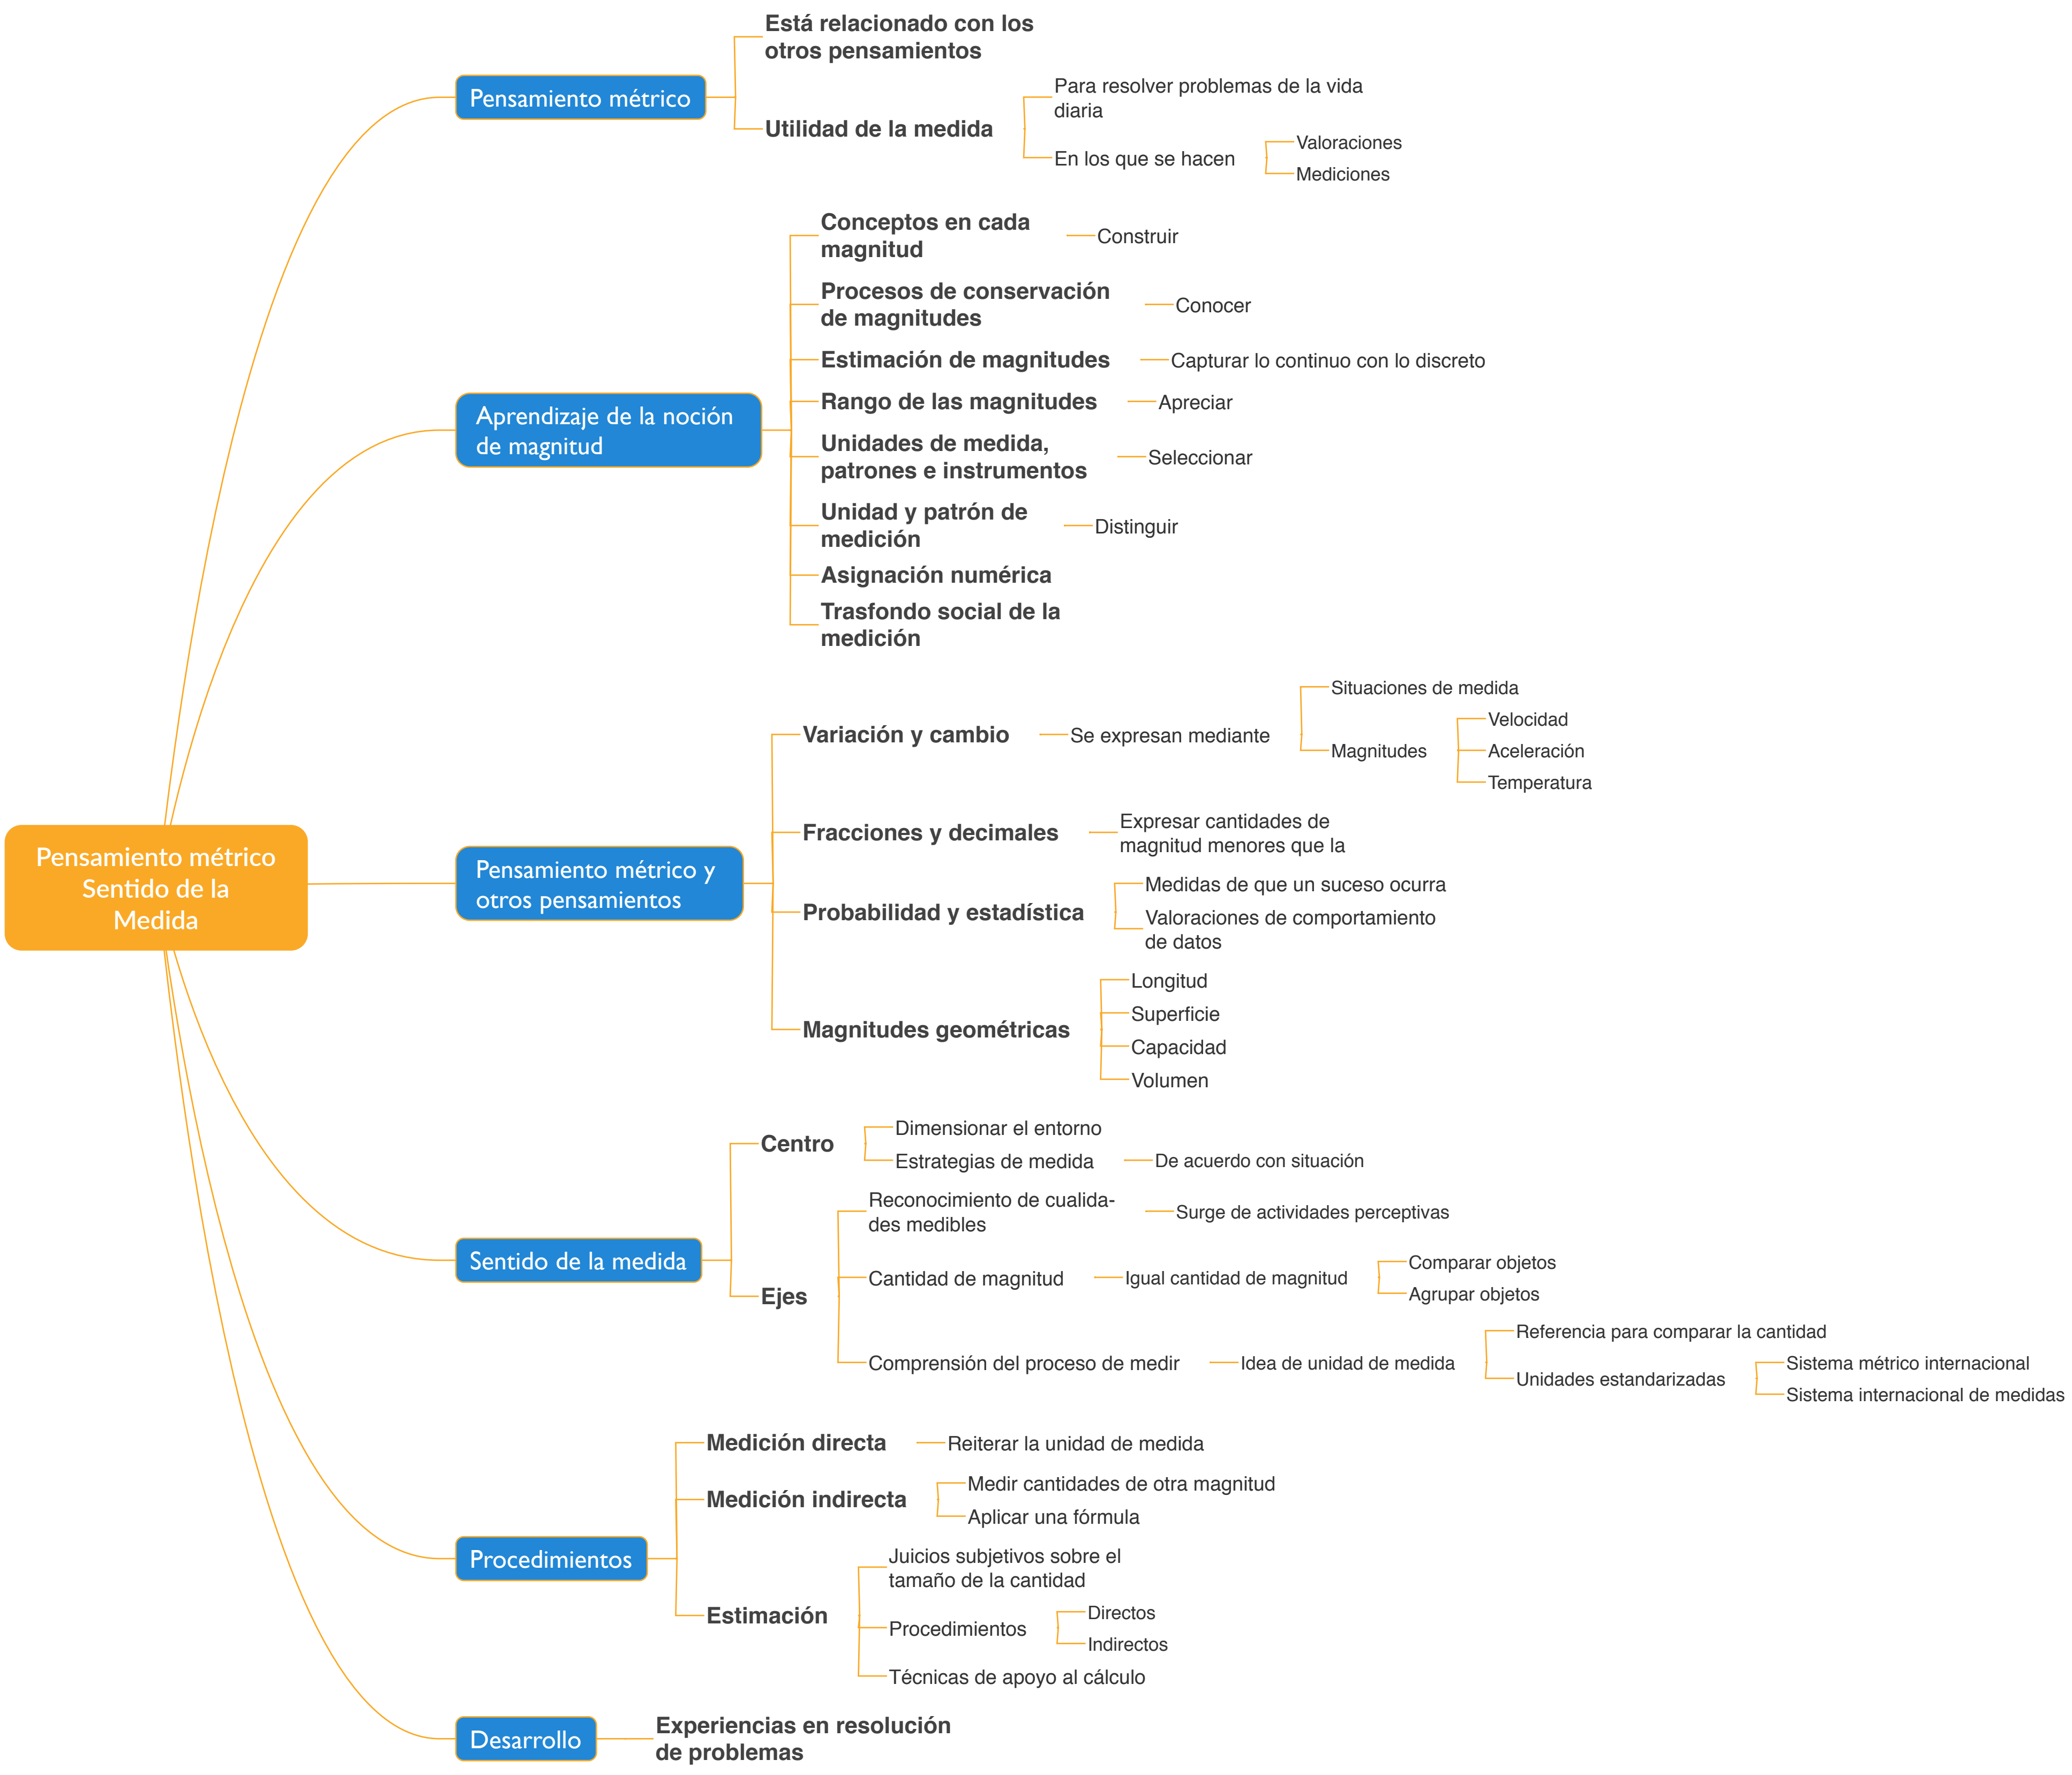 Está relacionado con los
otros pensamientos
Pensamiento métrico
Utilidad de la medida
Para resolver problemas de la vida
diaria
En los que se hacen
Valoraciones
Mediciones
Aprendizaje de la noción
de magnitud
Conceptos en cada
magnitud
Construir
Procesos de conservación
de magnitudes
Conocer
Estimación de magnitudes
Capturar lo continuo con lo discreto
Rango de las magnitudes
Apreciar
Unidades de medida,
patrones e instrumentos
Seleccionar
Unidad y patrón de
medición
Distinguir
Asignación numérica
Trasfondo social de la
medición
Pensamiento métrico
Sentido de la
Medida
Pensamiento métrico y
otros pensamientos
Variación y cambio
Se expresan mediante
Situaciones de medida
Magnitudes
Velocidad
Aceleración
Temperatura
Fracciones y decimales
Expresar cantidades de
magnitud menores que la
Probabilidad y estadística
Medidas de que un suceso ocurra
Valoraciones de comportamiento
de datos
Magnitudes geométricas
Longitud
Superficie
Capacidad
Volumen
Sentido de la medida
Centro
Dimensionar el entorno
Estrategias de medida
De acuerdo con situación
Ejes
Reconocimiento de cualida-
des medibles
Surge de actividades perceptivas
Cantidad de magnitud
Igual cantidad de magnitud
Comparar objetos
Agrupar objetos
Comprensión del proceso de medir
Idea de unidad de medida
Referencia para comparar la cantidad
Unidades estandarizadas
Sistema métrico internacional
Sistema internacional de medidas
Procedimientos
Medición directa
Reiterar la unidad de medida
Medición indirecta
Medir cantidades de otra magnitud
Aplicar una fórmula
Estimación
Juicios subjetivos sobre el
tamaño de la cantidad
Procedimientos
Directos
Indirectos
Técnicas de apoyo al cálculo
Desarrollo
Experiencias en resolución
de problemas